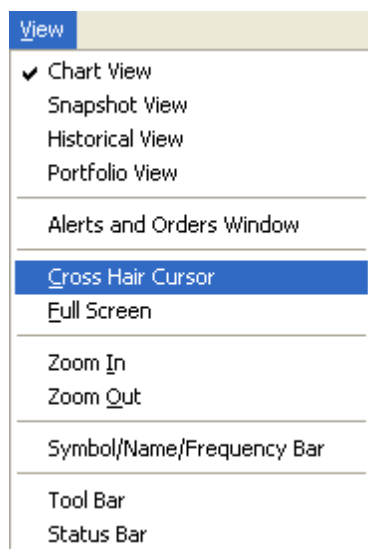 View
Chart View
Snapshot View
Historical View
Portfolio View
Alerts and Orders Window
Cross Hair Cursor
Full Screen
Zoom In
Zoom Out
Symbol/Name/Frequency Bar
Tool Bar
Status Bar